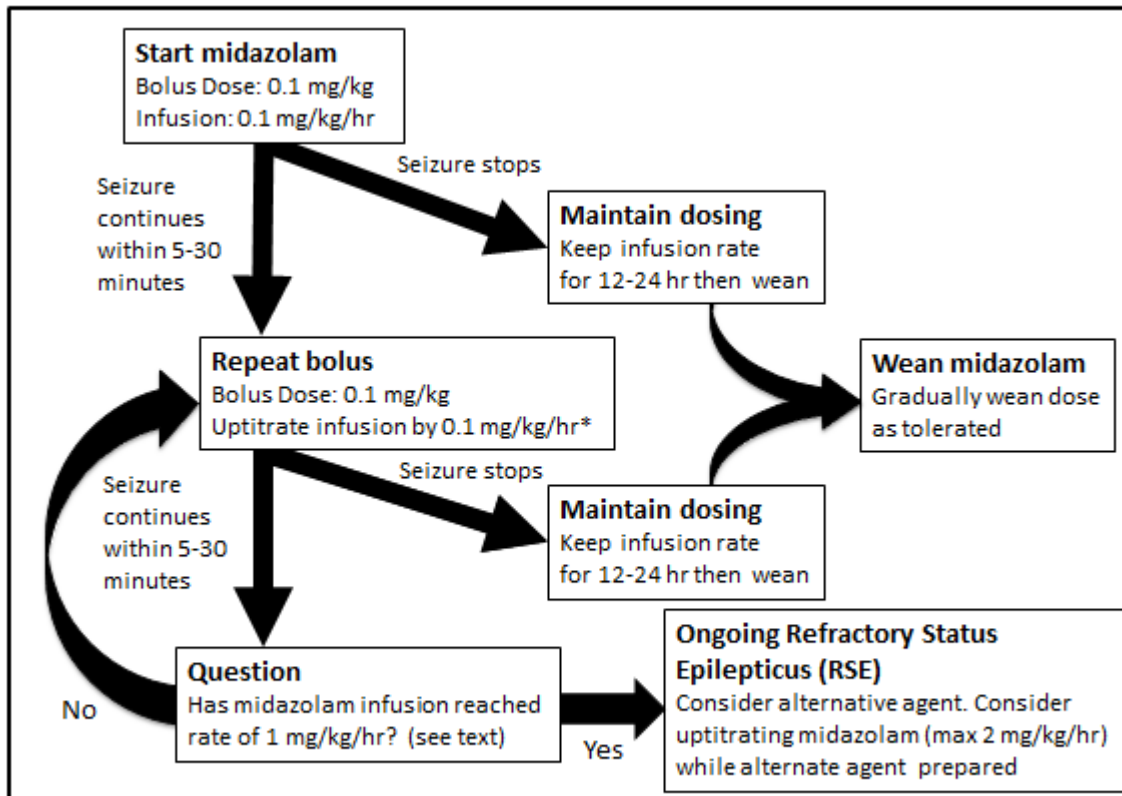 Start midazolam
Bolus Dose: 0.1 mg/kg
Infusion: 0.1 mg/kg/hr
Seizure stops
Seizure
continues
within 5-30
minutes
Maintain dosing
Keep infusion rate
for 12-24 hr then wean
Repeat bolus
Bolus Dose: 0.1 mg/kg
Uptitrate infusion by 0.1 mg/kg/hr*
Wean midazolam
Gradually wean dose
as tolerated
Seizure stops
Seizure
continues
within 5-30
minutes
Maintain dosing
Keep infusion rate
for 12-24 hr then wean
Question
Has midazolam infusion reached
rate of 1 mg/kg/hr? (see text)
No
Yes
Ongoing Refractory Status
Epilepticus (RSE)
Consider alternative agent. Consider
uptitrating midazolam (max 2 mg/kg/hr)
while alternate agent prepared